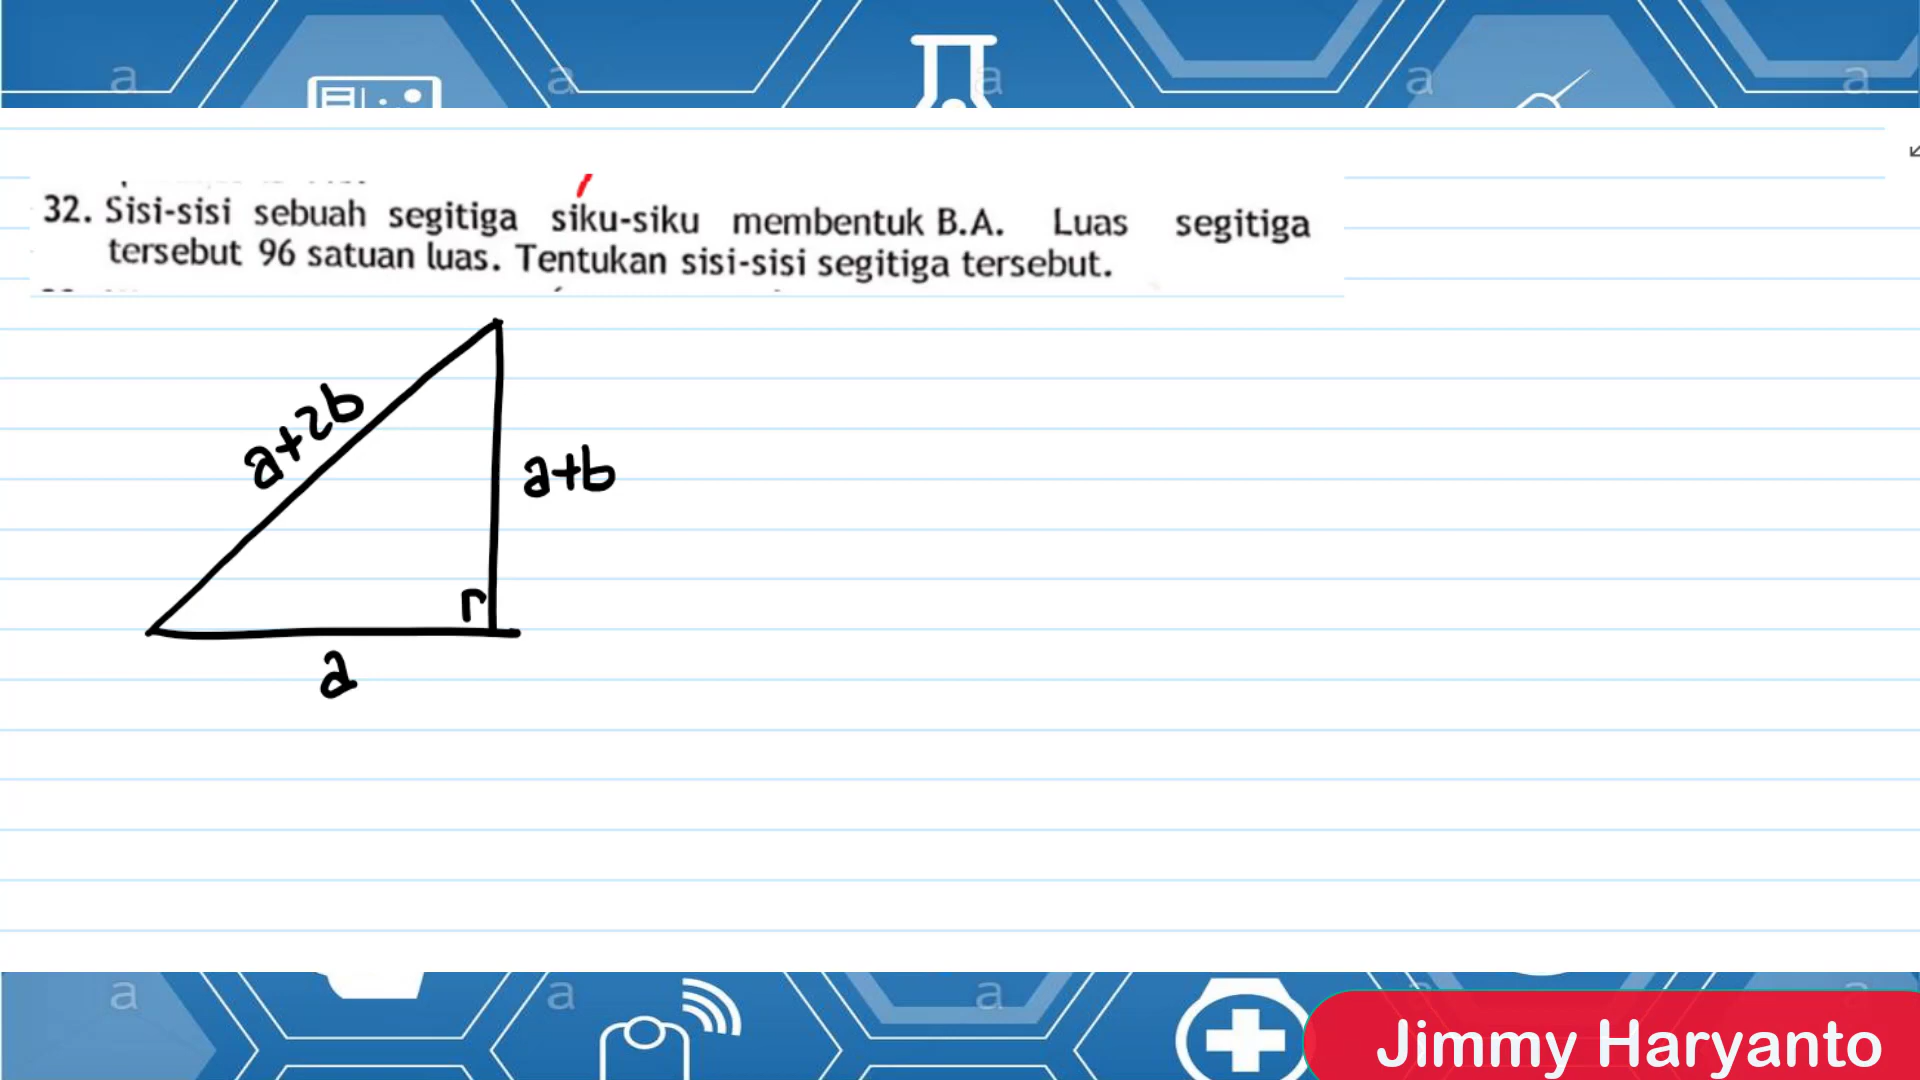 a a a a a
32. Sisi-sisi sebuah segitiga siku-siku membentuk B.A. Luas segitiga
tersebut 96 satuan luas. Tentukan sisi-sisi segitiga tersebut.
a+2b
a+b
a
a a a
Jimmy Haryanto